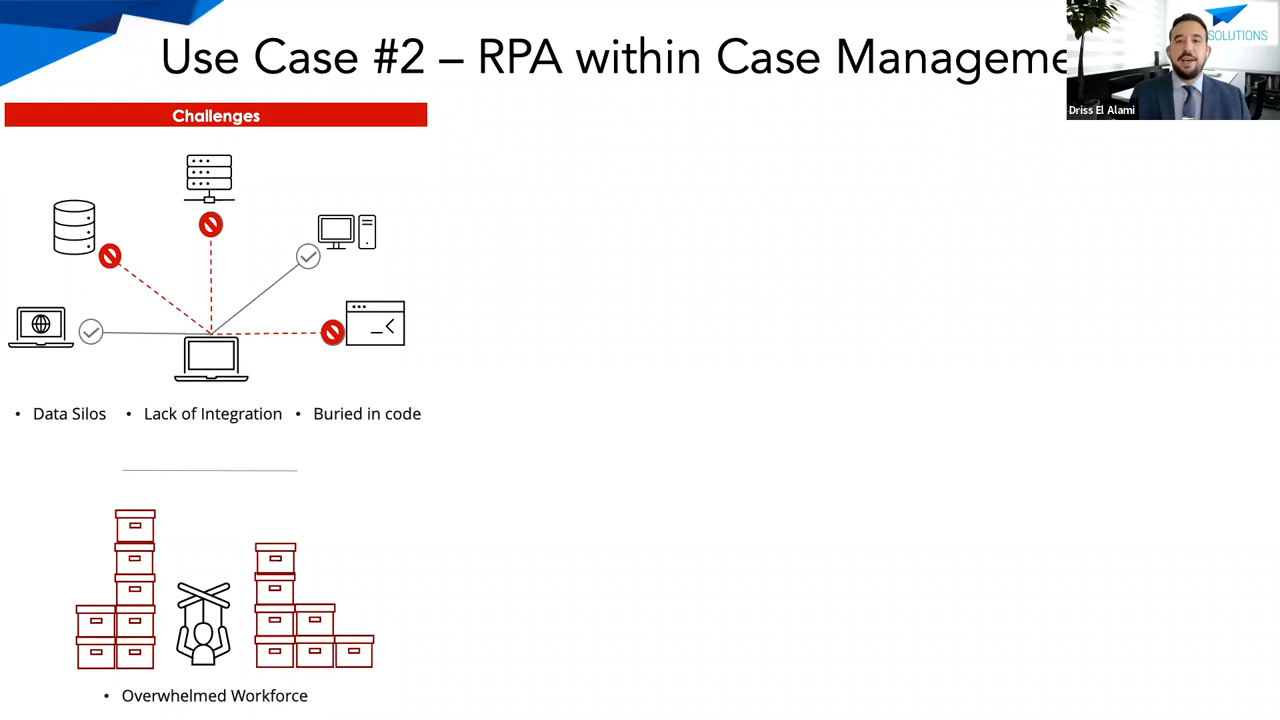 Use Case #2 – RPA within Case Manageme
SOLUTIONS
Driss El Alami
Challenges
• Data Silos • Lack of Integration • Buried in code
• Overwhelmed Workforce